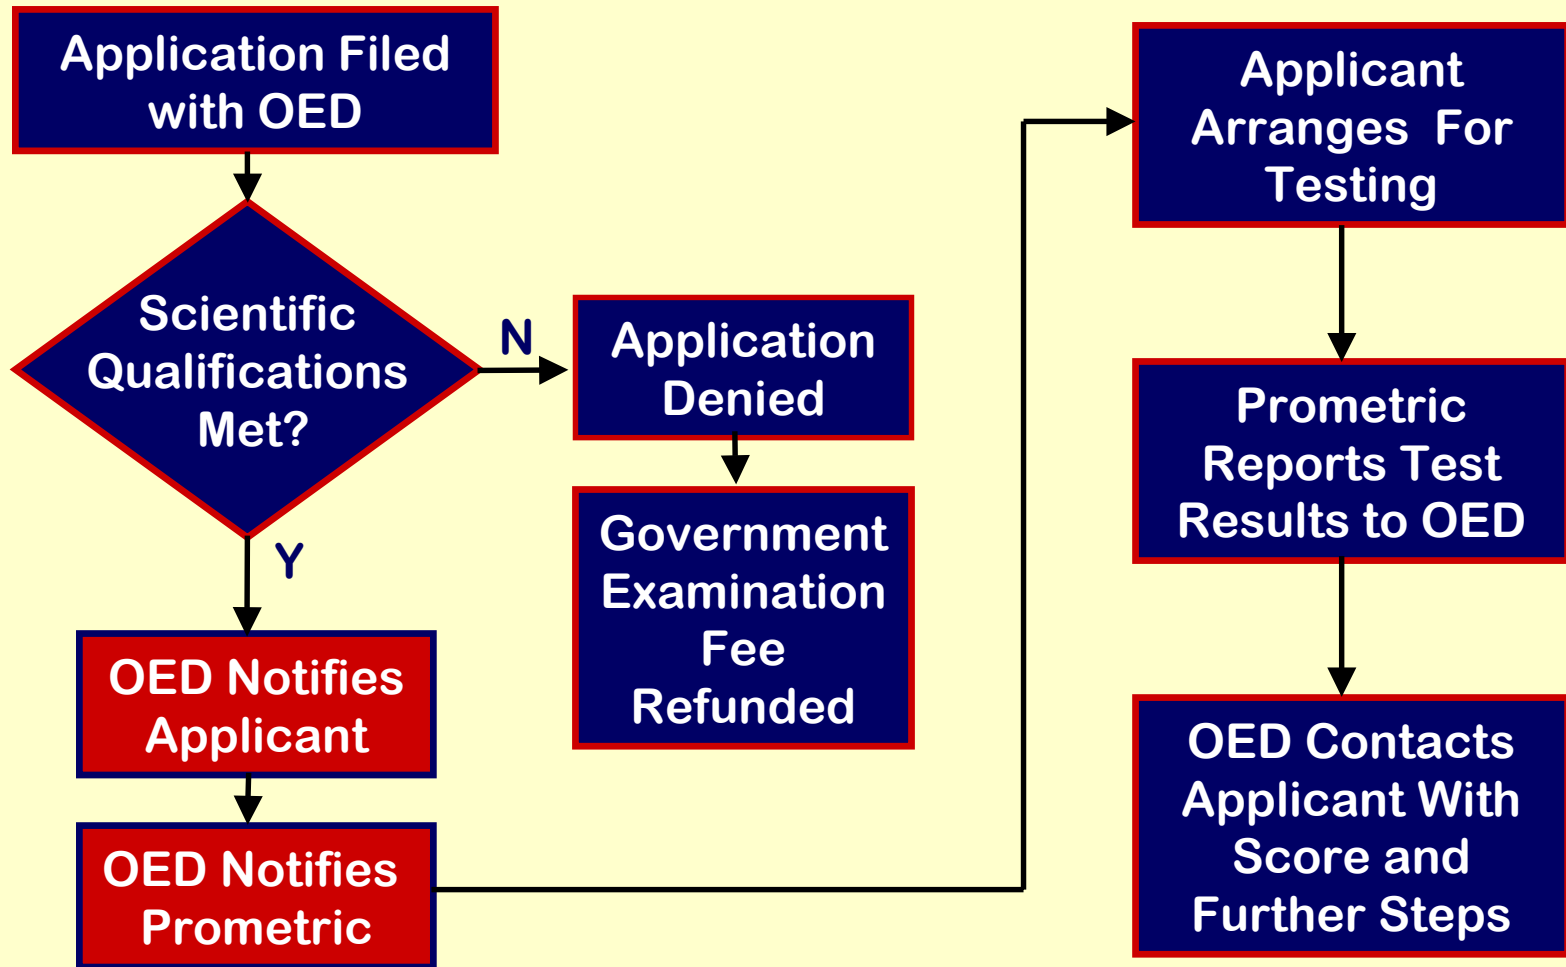 Application Filed
with OED
Scientific
Qualifications
Met?
N
Application
Denied
Government
Examination
Fee
Refunded
Y
OED Notifies
Applicant
OED Notifies
Prometric
Applicant
Arranges For
Testing
Prometric
Reports Test
Results to OED
OED Contacts
Applicant With
Score and
Further Steps